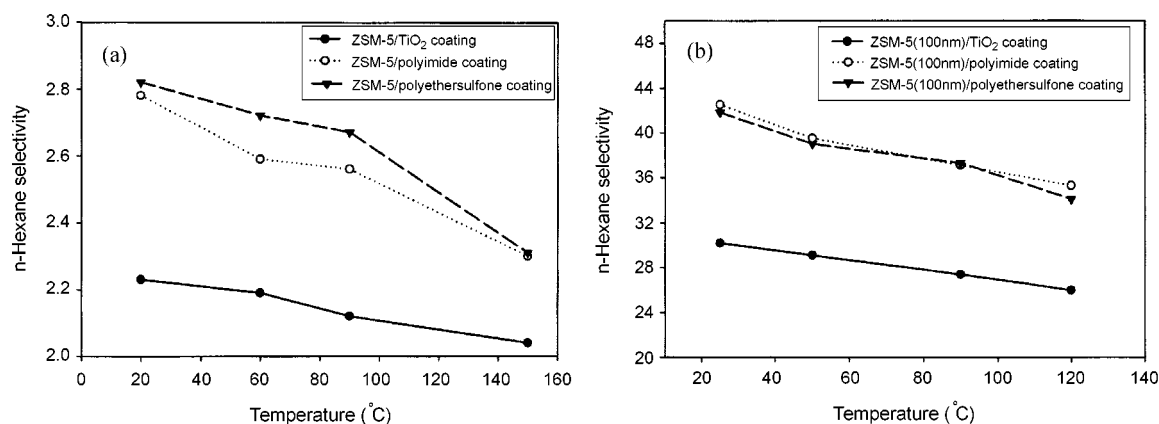 (a)
ZSM-5/TiO2 coating
ZSM-5/polyimide coating
ZSM-5/polyethersulfone coating
3.0
2.8
2.6
2.4
2.2
2.0
n-Hexane selectivity
0 20 40 60 80 100 120 140 160
Temperature (°C)
(b)
ZSM-5(100nm)/TiO2 coating
ZSM-5(100nm)/polyimide coating
ZSM-5(100nm)/polyethersulfone coating
48
44
40
36
32
28
24
20
n-Hexane selectivity
20 40 60 80 100 120 140
Temperature (°C)